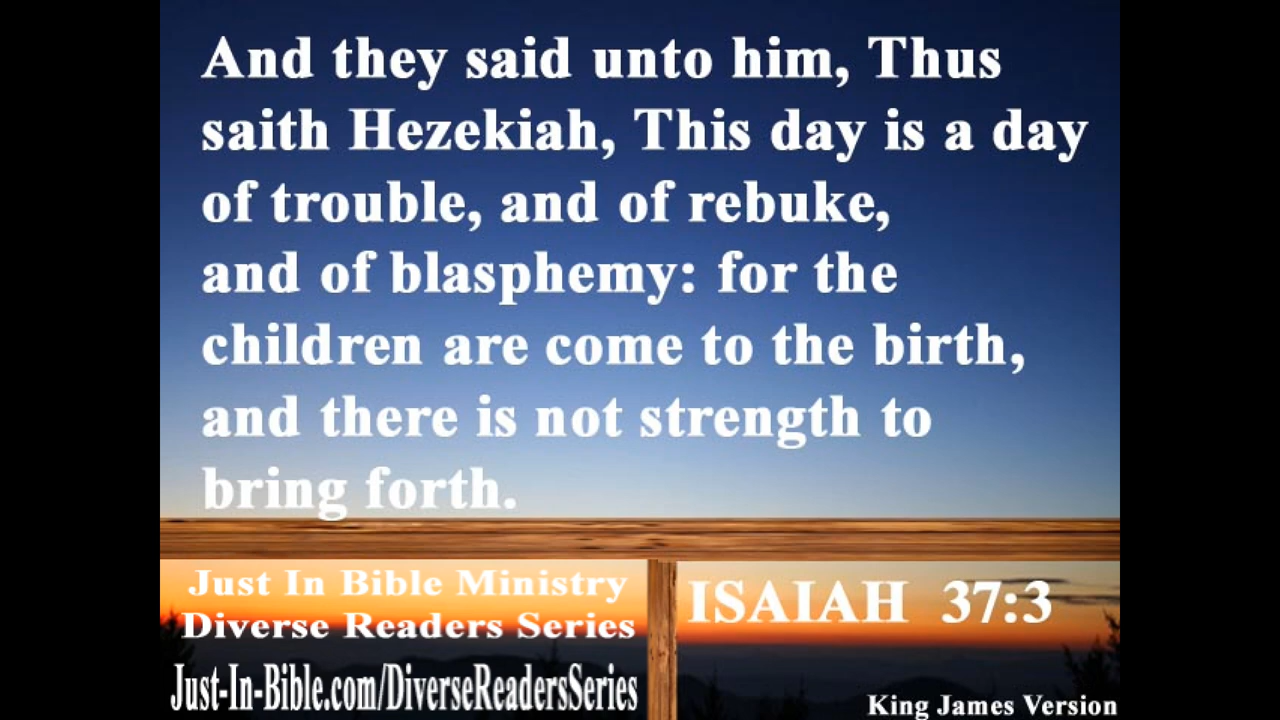 And they said unto him, Thus
saith Hezekiah, This day is a day
of trouble, and of rebuke,
and of blasphemy: for the
children are come to the birth,
and there is not strength to
bring forth.
Just In Bible Ministry
Diverse Readers Series
Just-In-Bible.com/DiverseReadersSeries
ISAIAH 37:3
King James Version